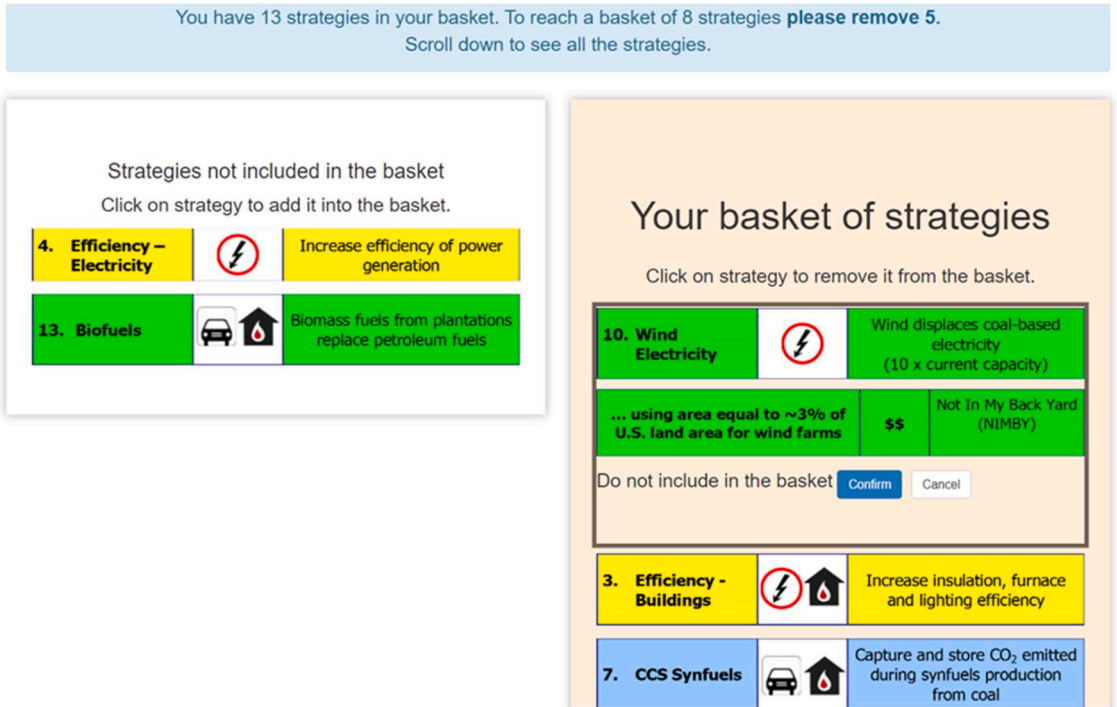 You have 13 strategies in your basket. To reach a basket of 8 strategies please remove 5.
Scroll down to see all the strategies.
Strategies not included in the basket
Click on strategy to add it into the basket.
4. Efficiency – Electricity
Increase efficiency of power
generation
13. Biofuels
Biomass fuels from plantations
replace petroleum fuels
Your basket of strategies
Click on strategy to remove it from the basket.
10. Wind
Electricity
Wind displaces coal-based
electricity
(10 x current capacity)
... using area equal to ~3% of
U.S. land area for wind farms
$$
Not In My Back Yard
(NIMBY)
Do not include in the basket Confirm Cancel
3. Efficiency -
Buildings
Increase insulation, furnace
and lighting efficiency
7. CCS Synfuels
Capture and store CO₂ emitted
during synfuels production
from coal